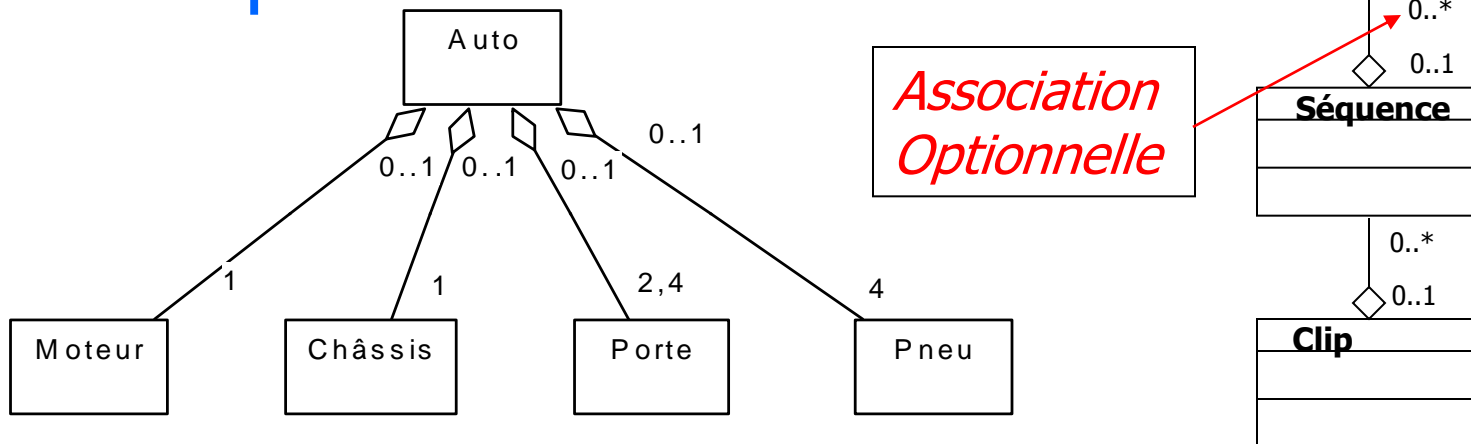 Auto
0..1
0..1
0..1
0..1
1
1
2,4
4
Moteur
Châssis
Porte
Pneu
Association
Optionnelle
0..*
0..1
Séquence
0..*
0..1
Clip